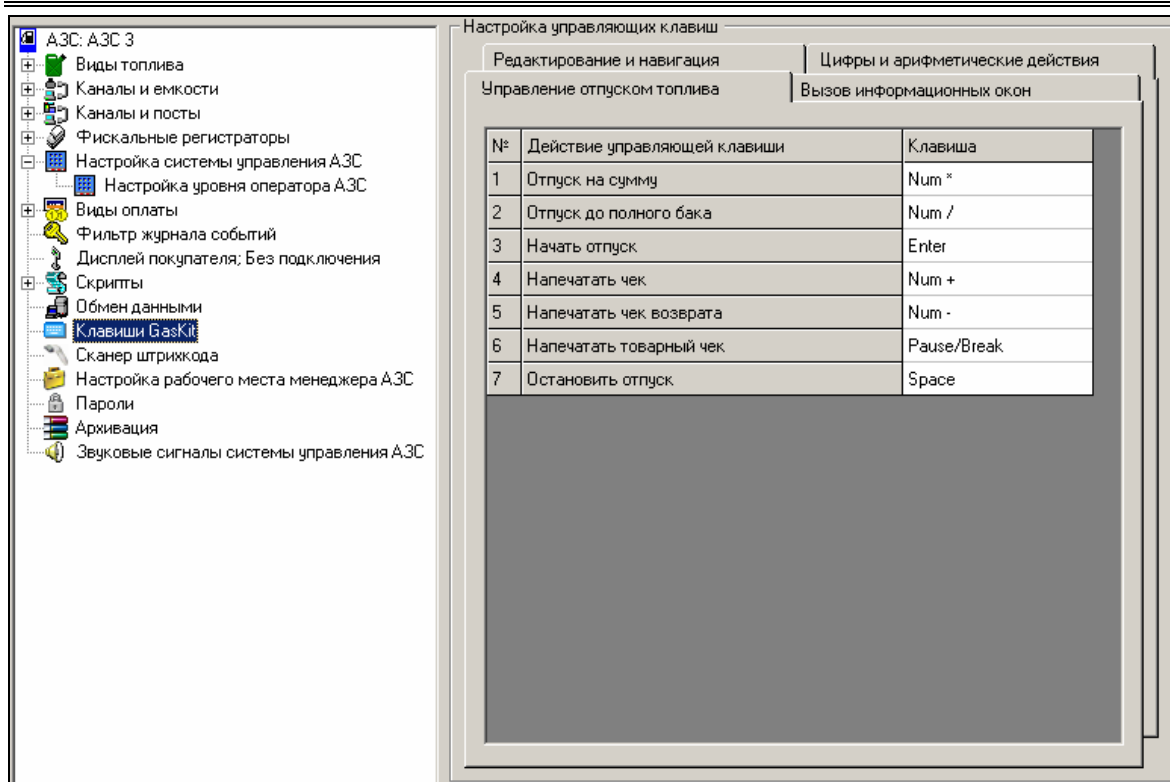 АЗС: АЗС 3
Виды топлива
Каналы и емкости
Каналы и посты
Фискальные регистраторы
Настройка системы управления АЗС
Настройка уровня оператора АЗС
Виды оплаты
Фильтр журнала событий
Дисплей покупателя; Без подключения
Скрипты
Обмен данными
Клавиши GasKit
Сканер штрихкода
Настройка рабочего места менеджера АЗС
Пароли
Архивация
Звуковые сигналы системы управления АЗС
Настройка управляющих клавиш
Редактирование и навигация Цифры и арифметические действия
Управление отпуском топлива Вызов информационных окон
№ Действие управляющей клавиши Клавиша
1 Отпуск на сумму Num *
2 Отпуск до полного бака Num /
3 Начать отпуск Enter
4 Напечатать чек Num +
5 Напечатать чек возврата Num -
6 Напечатать товарный чек Pause/Break
7 Остановить отпуск Space